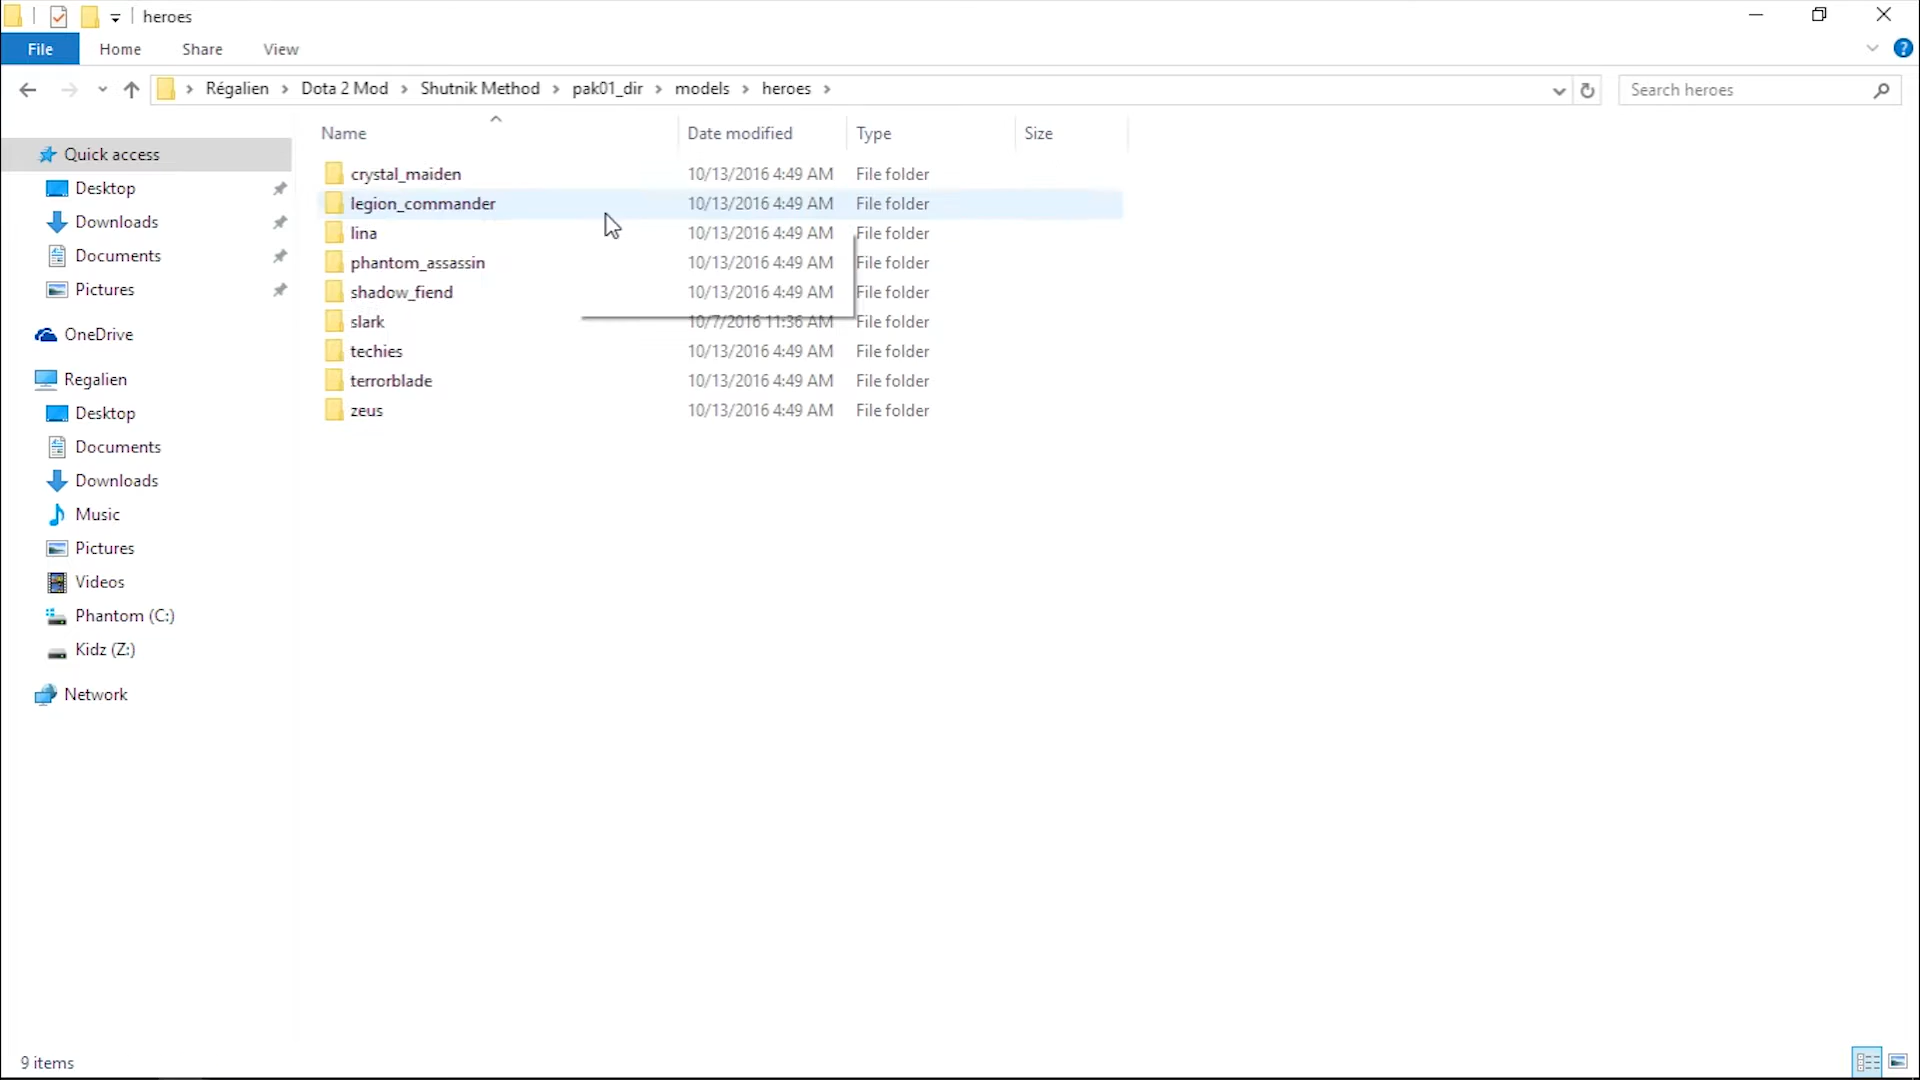 heroes
File Home Share View
Régalien Dota 2 Mod Shutnik Method pak01_dir models heroes
Search heroes
Name Date modified Type Size
Quick access
Desktop
Downloads
Documents
Pictures
OneDrive
Regalien
Desktop
Documents
Downloads
Music
Pictures
Videos
Phantom (C:)
Kidz (Z:)
Network
crystal_maiden 10/13/2016 4:49 AM File folder
legion_commander 10/13/2016 4:49 AM File folder
lina 10/13/2016 4:49 AM File folder
phantom_assassin 10/13/2016 4:49 AM File folder
shadow_fiend 10/13/2016 4:49 AM File folder
slark 10/7/2016 11:36 AM File folder
techies 10/13/2016 4:49 AM File folder
terrorblade 10/13/2016 4:49 AM File folder
zeus 10/13/2016 4:49 AM File folder
9 items